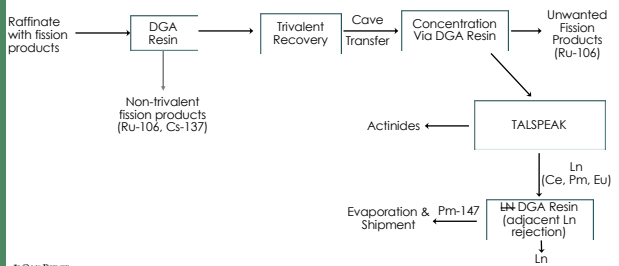 Raffinate
with fission
products
DGA
Resin
Trivalent
Recovery
Cave
Transfer
Concentration
Via DGA Resin
Unwanted
Fission
Products
(Ru-106)
Non-trivalent
fission products
(Ru-106, Cs-137)
Actinides
TALSPEAK
Ln
(Ce, Pm, Eu)
Evaporation &
Shipment
Pm-147
LN DGA Resin
(adjacent Ln
rejection)
Ln